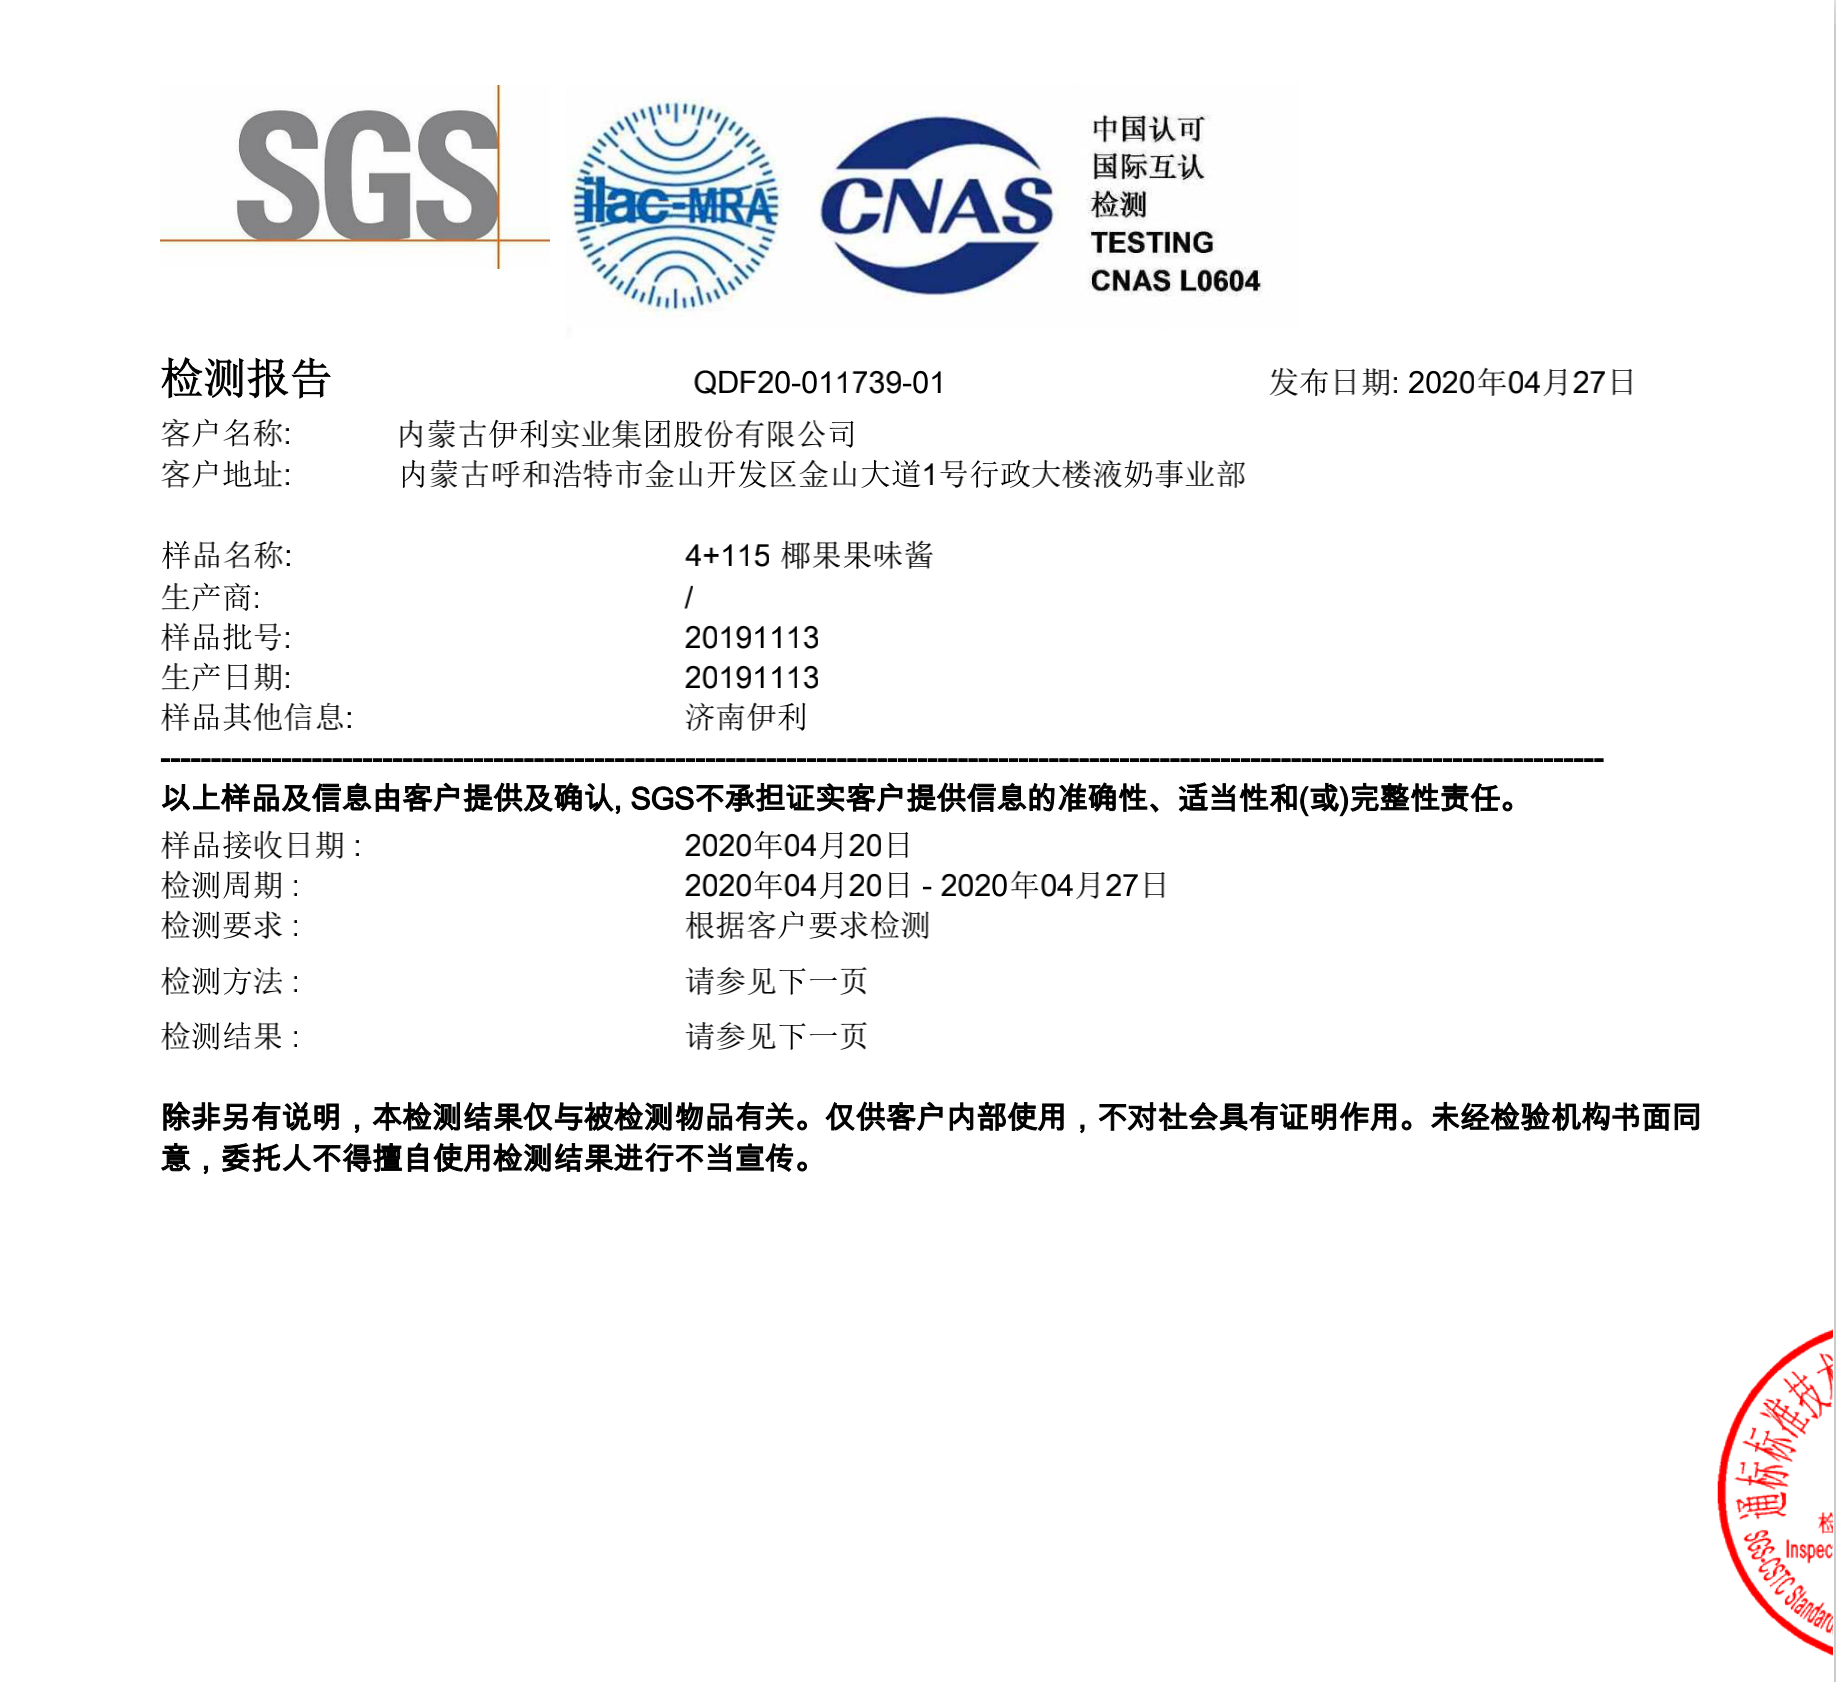 SGS
ilac-MRA
CNAS
中国认可
国际互认
检测
TESTING
CNAS L0604
检测报告 QDF20-011739-01 发布日期: 2020年04月27日
客户名称: 内蒙古伊利实业集团股份有限公司
客户地址: 内蒙古呼和浩特市金山开发区金山大道1号行政大楼液奶事业部
样品名称: 4+115 椰果果味酱
生产商: /
样品批号: 20191113
生产日期: 20191113
样品其他信息: 济南伊利
以上样品及信息由客户提供及确认, SGS不承担证实客户提供信息的准确性、适当性和(或)完整性责任。
样品接收日期 : 2020年04月20日
检测周期 : 2020年04月20日 - 2020年04月27日
检测要求 : 根据客户要求检测
检测方法 : 请参见下一页
检测结果 : 请参见下一页
除非另有说明，本检测结果仅与被检测物品有关。仅供客户内部使用，不对社会具有证明作用。未经检验机构书面同
意，委托人不得擅自使用检测结果进行不当宣传。
通标标准技
检
Inspec
SGS-CSTC Standard